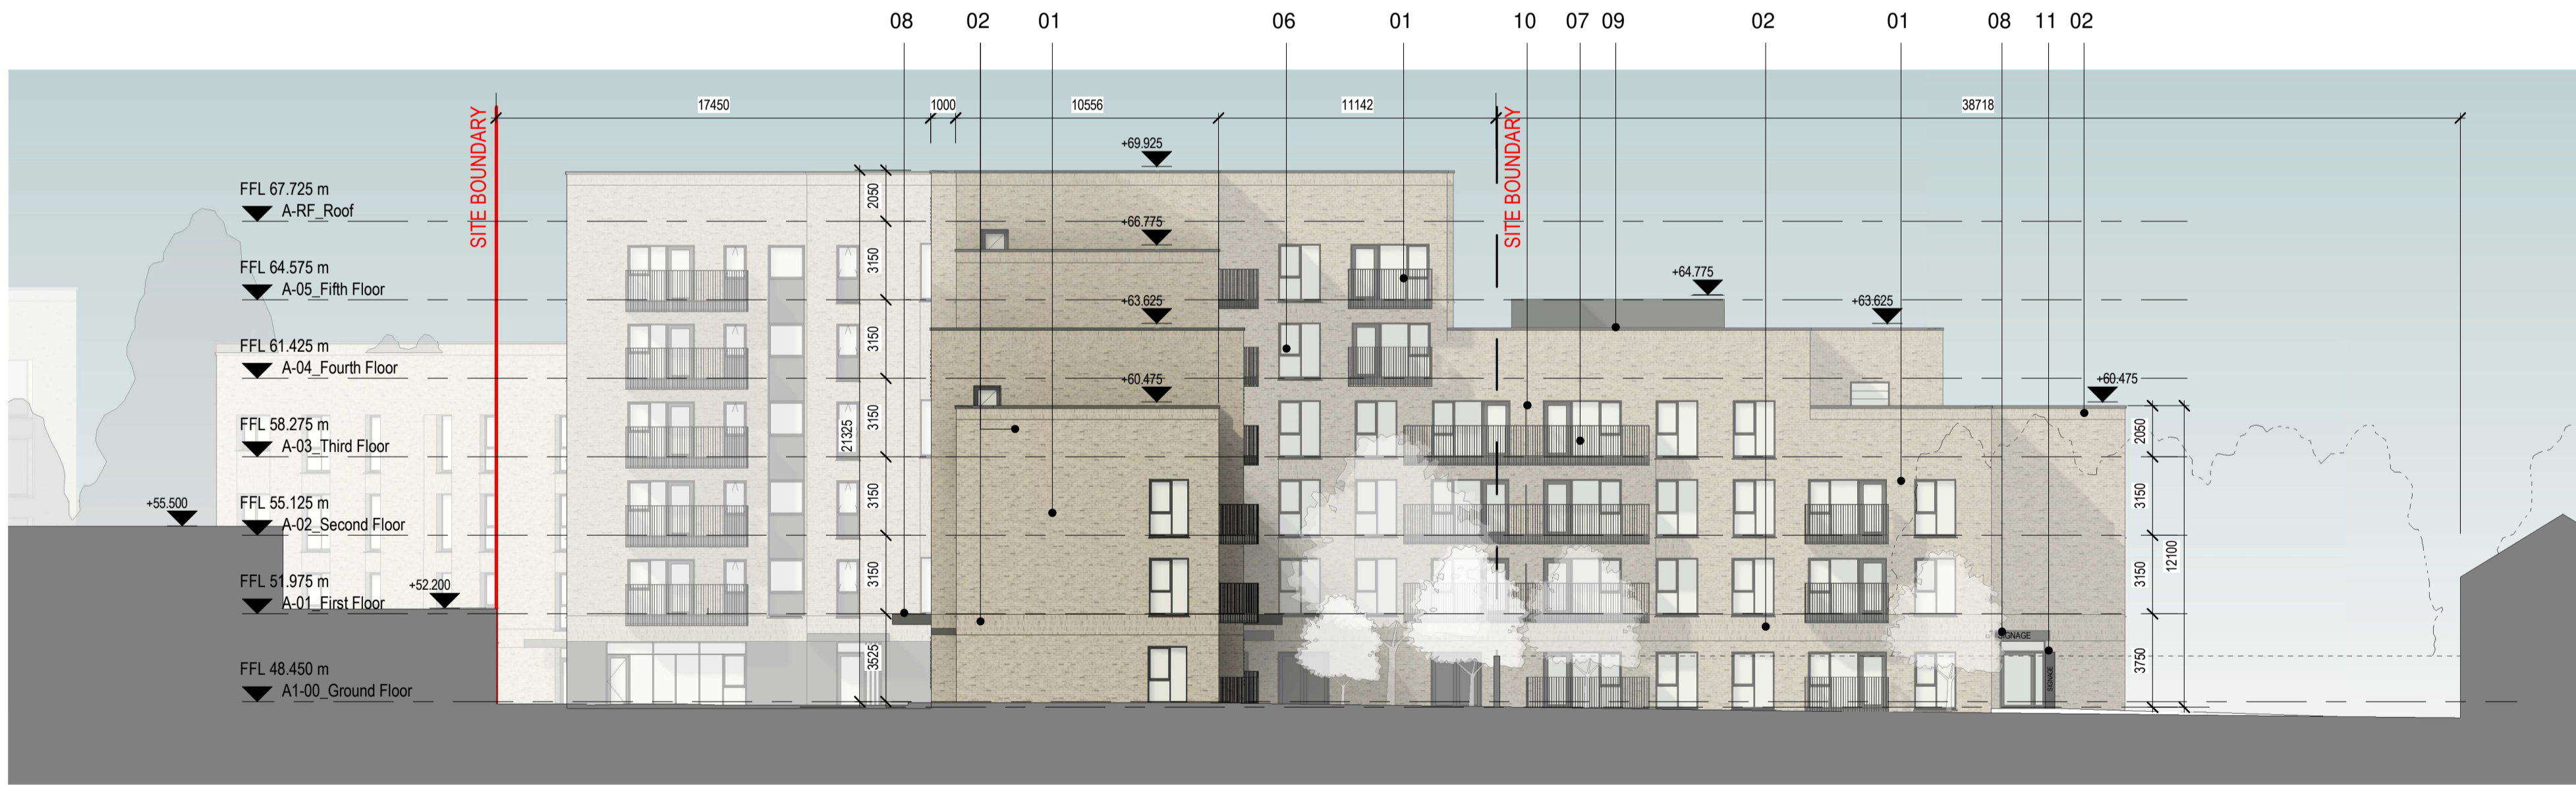 08 02 01 06 01 10 07 09 02 01 08 11 02
17450 1000 10556 11142 38718
SITE BOUNDARY
SITE BOUNDARY
+69.925
FFL 67.725 m
A-RF_Roof
2050
+66.775
FFL 64.575 m
A-05_Fifth Floor
3150
+64.775
+63.625
+63.625
FFL 61.425 m
A-04_Fourth Floor
3150
+60.475
+60.475
FFL 58.275 m
A-03_Third Floor
3150
21325
2050
+55.500
FFL 55.125 m
A-02_Second Floor
3150
3150
FFL 51.975 m
A-01_First Floor
+52.200
3150
3150
12100
SIGNAGE
SIGNAGE
FFL 48.450 m
A1-00_Ground Floor
3525
3750